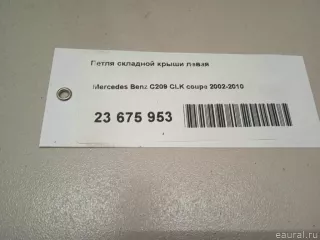 Петля складной крыши левая
Mercedes Benz C209 CLK coupe 2002-2010
23 675 953
eaural.ru